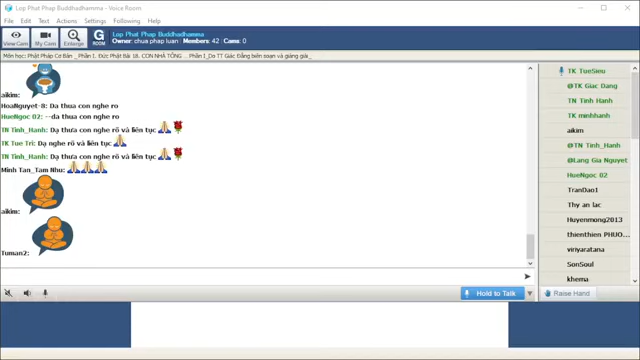 Lop Phat Phap Buddhadhamma - Voice Room
File Edit Text Actions Settings Following Help
View Cam
My Cam
Enlarge
G
ROOM
Lop Phat Phap Buddhadhamma
Owner: chua phap luan Members: 42 Cams: 0
Môn học: Phật Pháp Cơ Bản _Phần I. Đức Phật Bài 18. CON NHÀ TÔNG ... Phần I_Do TT Giác Đẳng biên soạn và giảng giải_
aikim:
HoaNguyet-8: Da thua con nghe ro
HueNgoc 02: --da thua con nghe ro
TN Tinh_Hanh: Dạ thưa con nghe rõ và liên tục
TK Tue Tri: Dạ nghe rõ và liên tục
TN Tinh_Hanh: Dạ thưa con nghe rõ và liên tục
Minh Tan_Tam Nhu:
aikim:
Tuman2:
TK TueSieu
@TK Giac Dang
TN Tinh Hanh
TK minhhanh
aikim
@TN Tinh_Hanh
@Lang Gia Nguyet
HueNgoc 02
TranDao1
Thy an lac
Huyenmong2013
thienthien PHUO...
viriyaratana
SonSoul
khema
Hold to Talk
Raise Hand